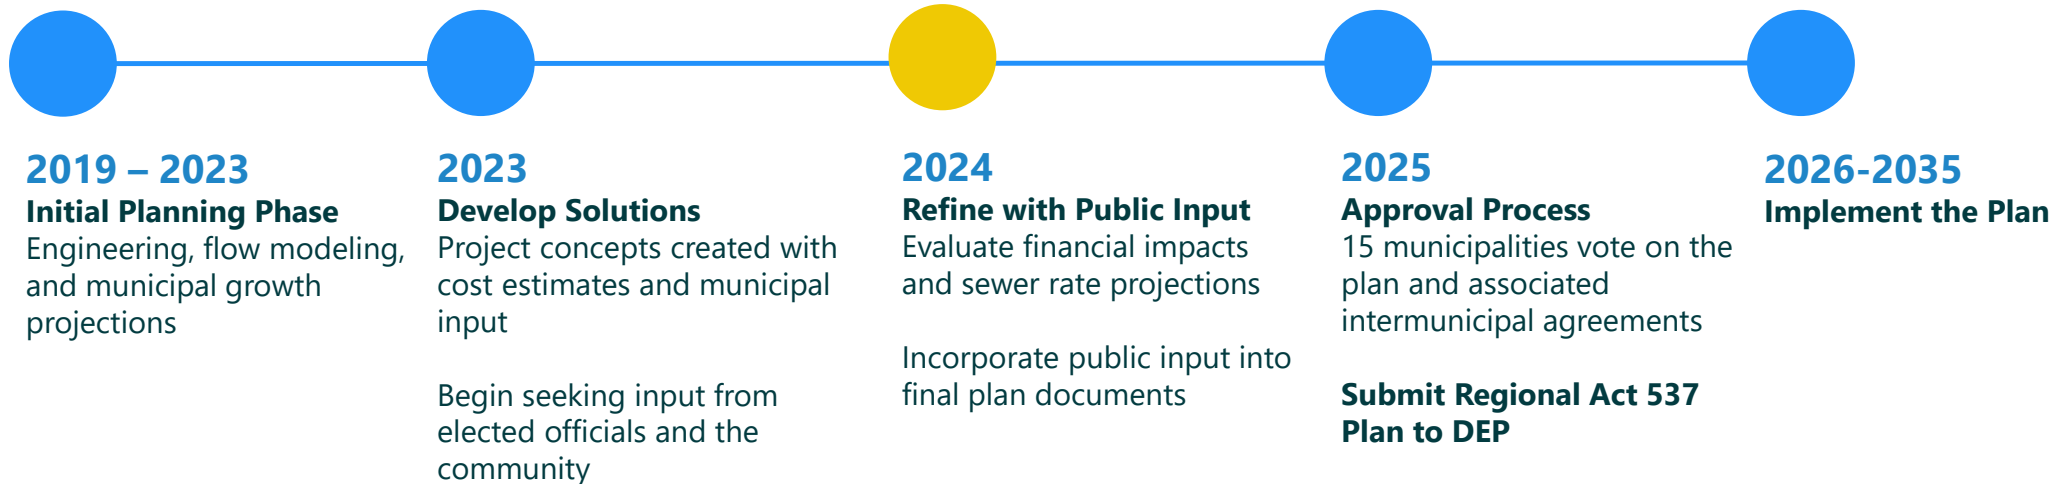 2019 – 2023
Initial Planning Phase
Engineering, flow modeling,
and municipal growth
projections
2023
Develop Solutions
Project concepts created with
cost estimates and municipal
input
Begin seeking input from
elected officials and the
community
2024
Refine with Public Input
Evaluate financial impacts
and sewer rate projections
Incorporate public input into
final plan documents
2025
Approval Process
15 municipalities vote on the
plan and associated
intermunicipal agreements
Submit Regional Act 537
Plan to DEP
2026-2035
Implement the Plan